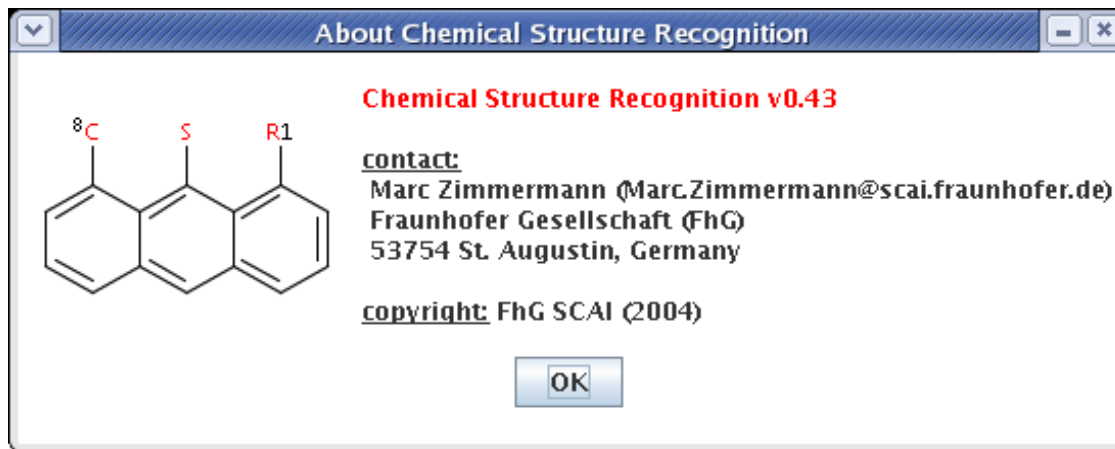 About Chemical Structure Recognition
Chemical Structure Recognition v0.43
8C S R1
contact:
Marc Zimmermann (Marc.Zimmermann@scai.fraunhofer.de)
Fraunhofer Gesellschaft (FhG)
53754 St. Augustin, Germany
copyright: FhG SCAI (2004)
OK